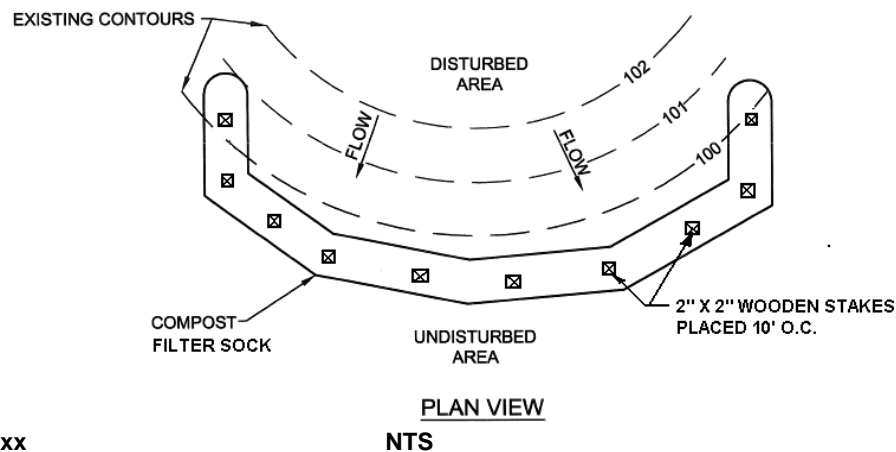 EXISTING CONTOURS
DISTURBED
AREA
102
101
100
FLOW
FLOW
COMPOST
FILTER SOCK
UNDISTURBED
AREA
2" X 2" WOODEN STAKES
PLACED 10' O.C.
PLAN VIEW
xx
NTS